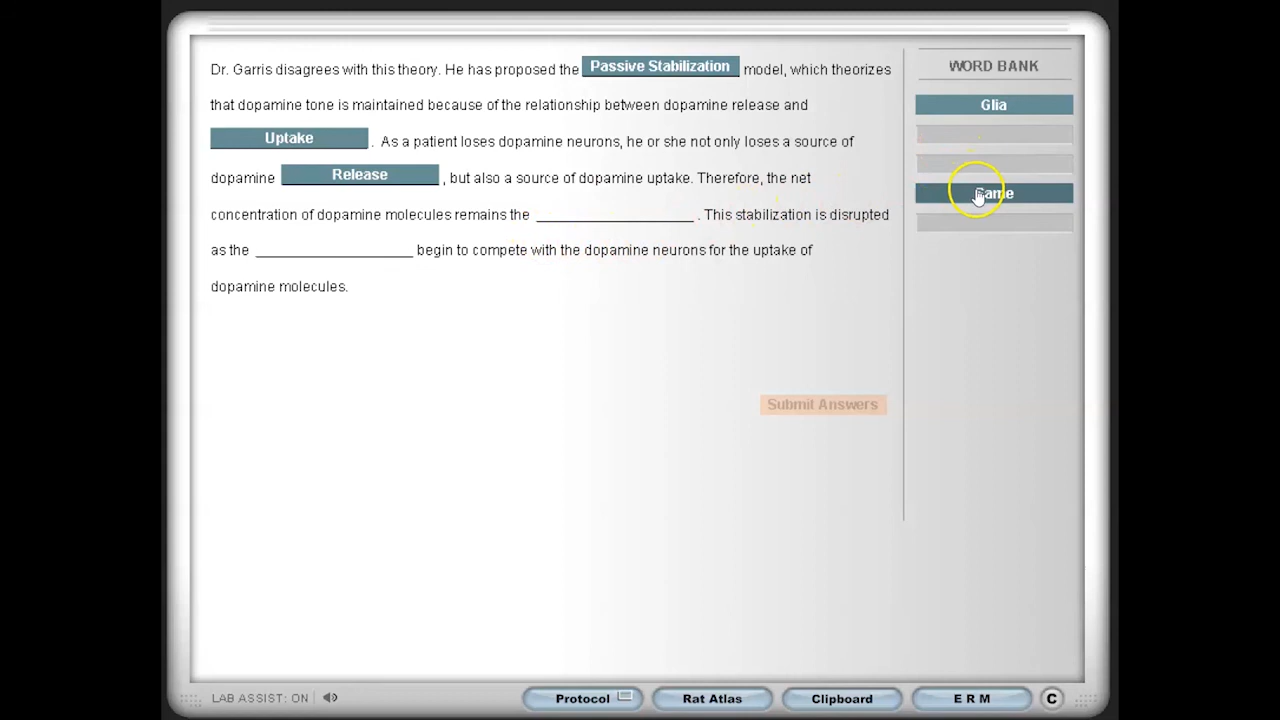 Dr. Garris disagrees with this theory. He has proposed the Passive Stabilization model, which theorizes
that dopamine tone is maintained because of the relationship between dopamine release and
Uptake . As a patient loses dopamine neurons, he or she not only loses a source of
dopamine Release , but also a source of dopamine uptake. Therefore, the net
concentration of dopamine molecules remains the ____________________ . This stabilization is disrupted
as the ____________________ begin to compete with the dopamine neurons for the uptake of
dopamine molecules.
Submit Answers
WORD BANK
Glia
Same
LAB ASSIST: ON
Protocol
Rat Atlas
Clipboard
E R M
C